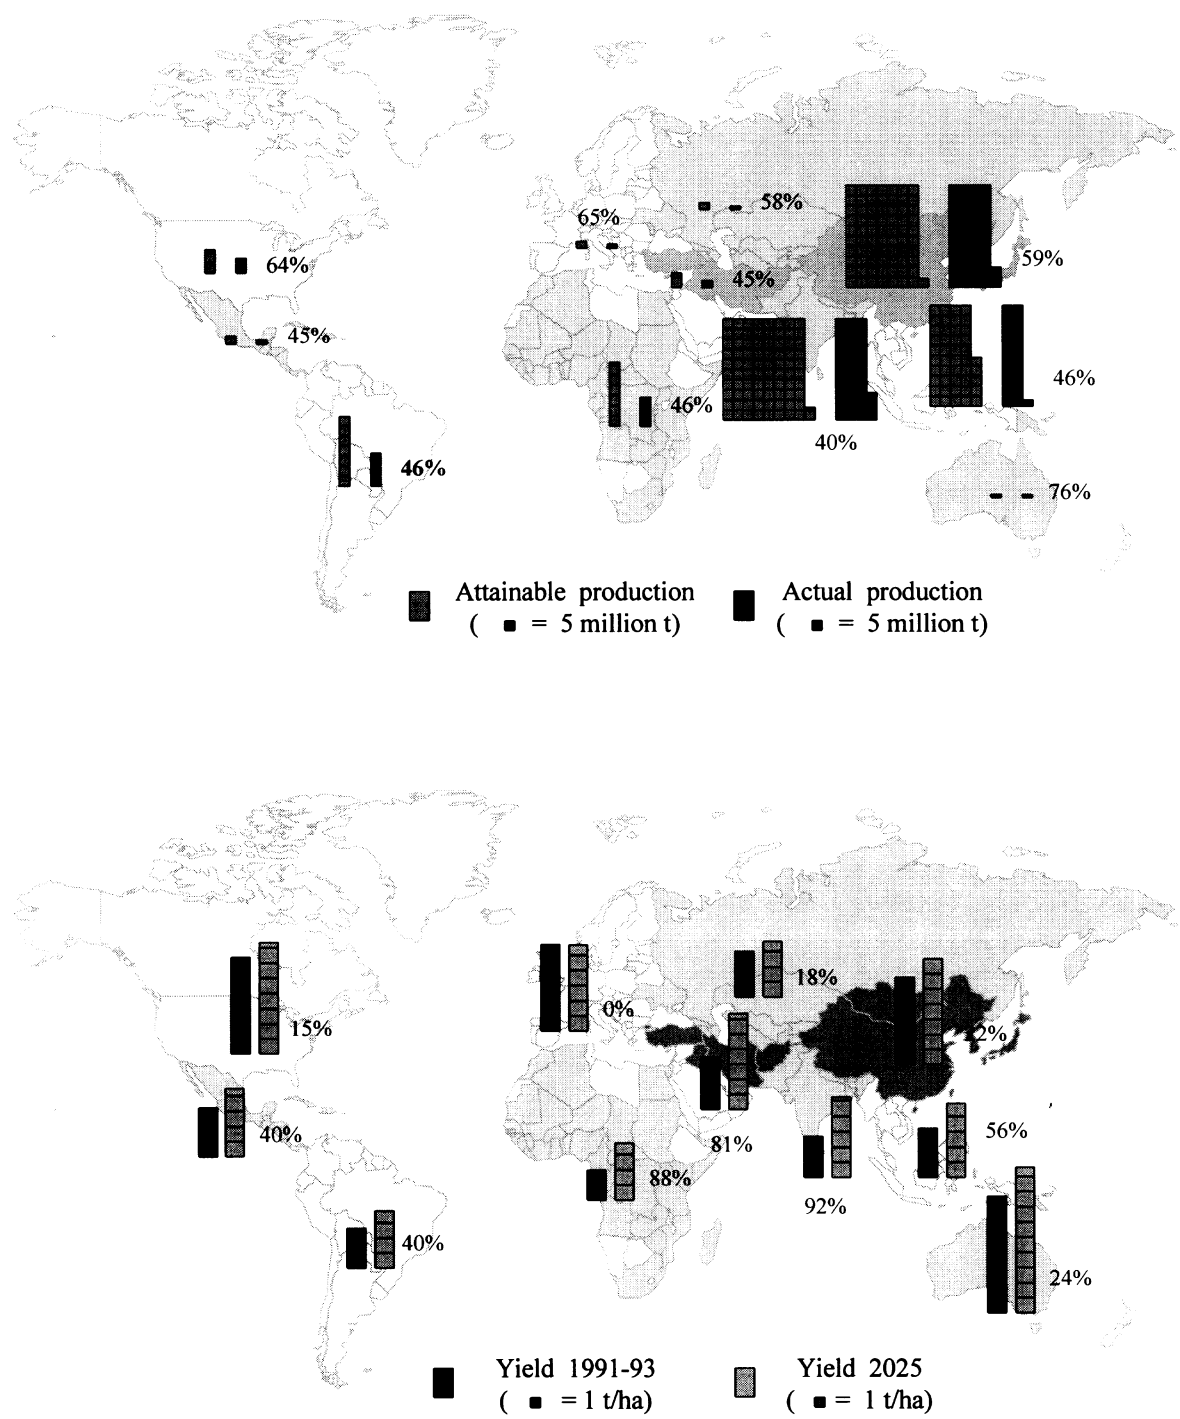 58%
65%
59%
64%
45%
45%
46%
46%
40%
46%
76%
Attainable production
( = 5 million t)
Actual production
( = 5 million t)
18%
0%
15%
2%
56%
40%
81%
88%
92%
40%
24%
Yield 1991-93
( = 1 t/ha)
Yield 2025
( = 1 t/ha)